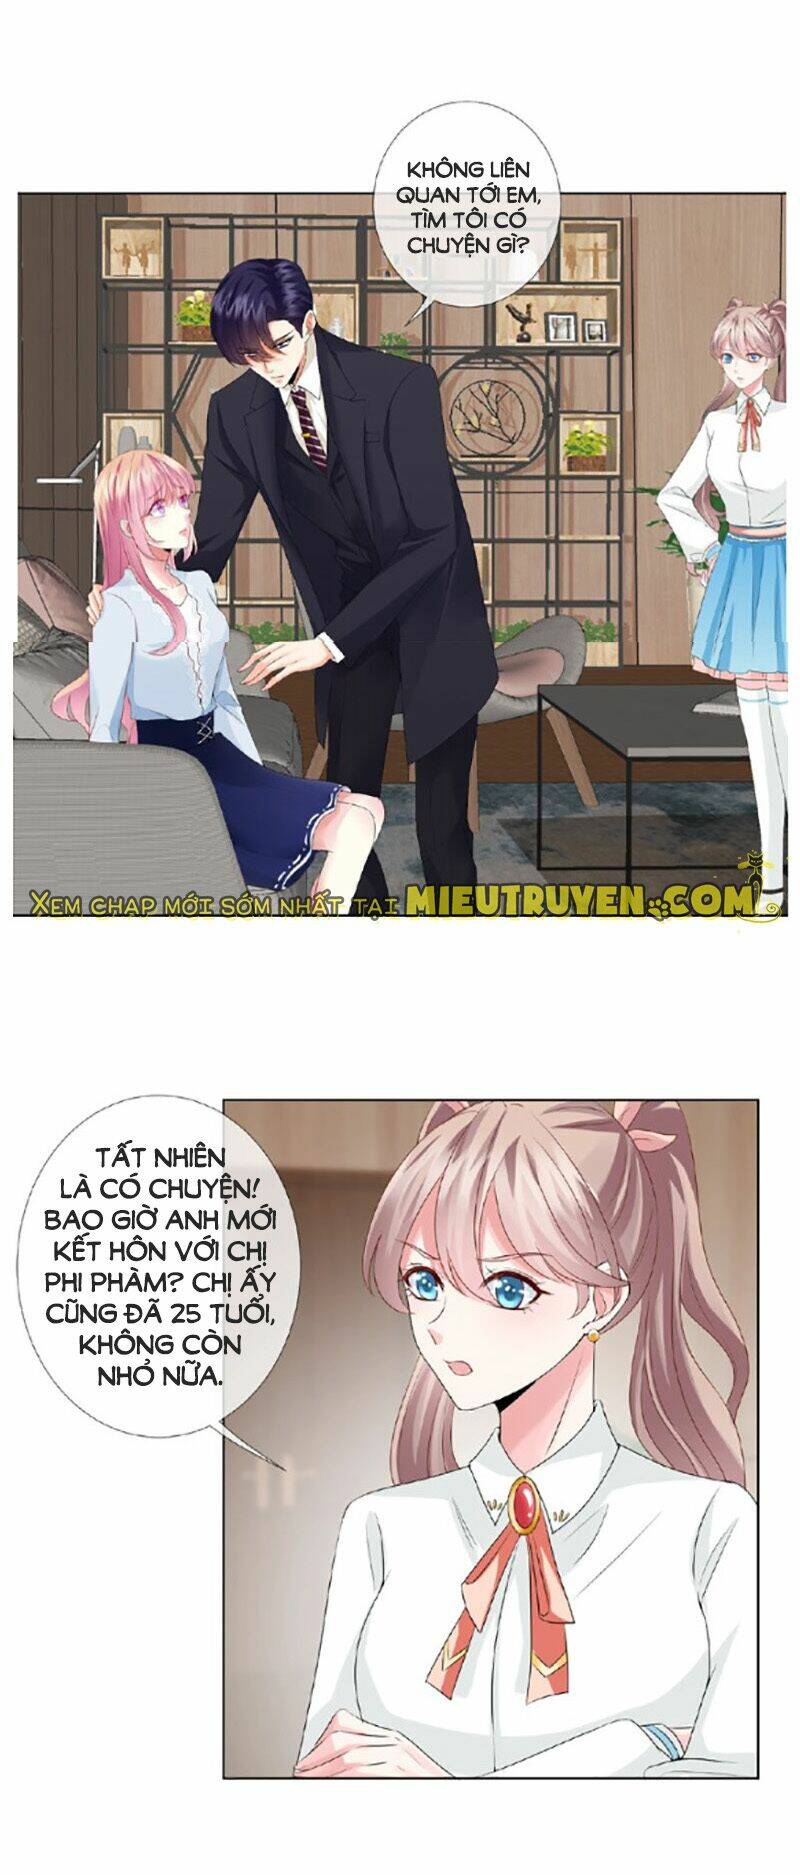 KHÔNG LIÊN
QUAN TỚI EM,
TÌM TÔI CÓ
CHUYỆN GÌ?
XEM CHAP MỚI SỚM NHẤT TẠI MIEUTRUYEN.COM
TẤT NHIÊN
LÀ CÓ CHUYỆN!
BAO GIỜ ANH MỚI
KẾT HÔN VỚI CHỊ
PHI PHÀM? CHỊ ẤY
CŨNG ĐÃ 25 TUỔI,
KHÔNG CÒN
NHỎ NỮA.